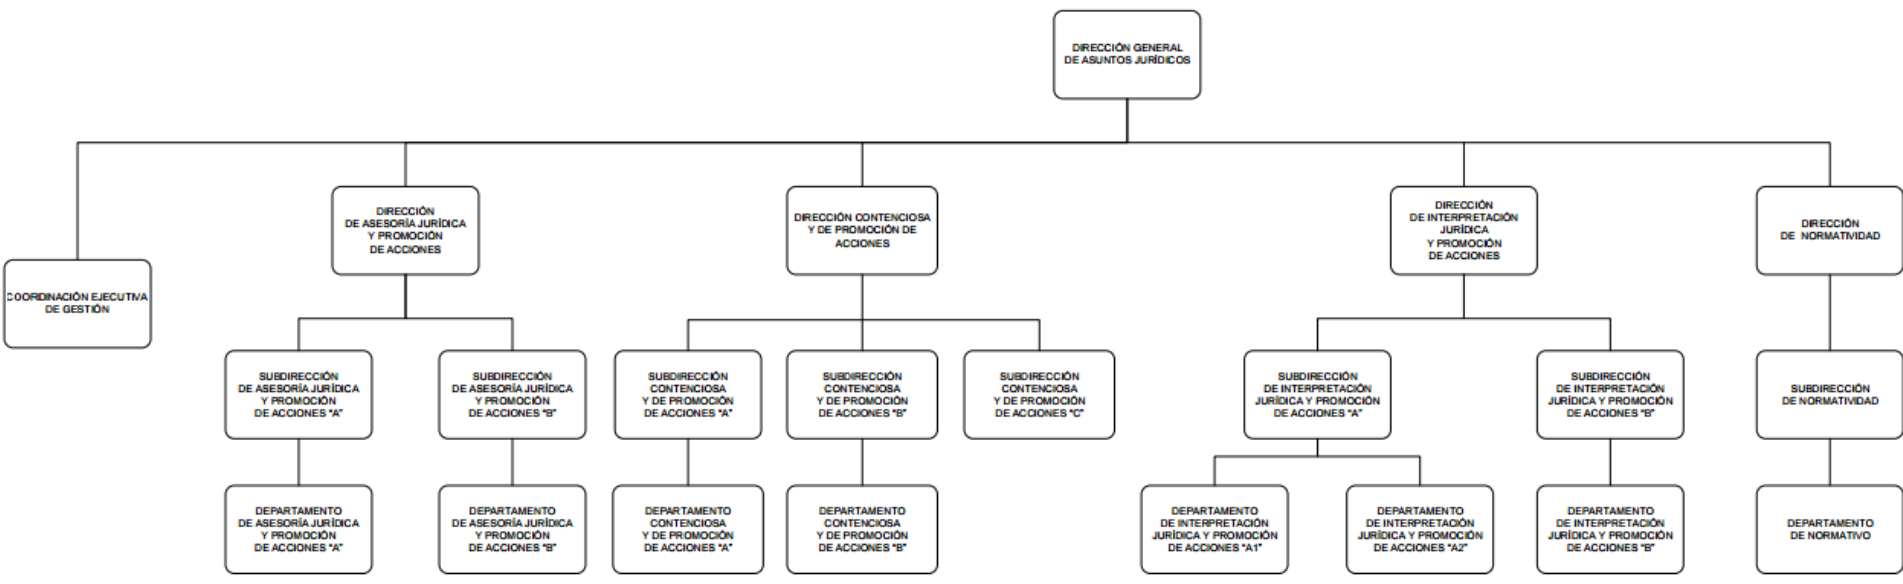 DIRECCIÓN GENERAL
DE ASUNTOS JURÍDICOS
DIRECCIÓN
DE ASESORÍA JURÍDICA
Y PROMOCIÓN
DE ACCIONES
DIRECCIÓN CONTENCIOSA
Y DE PROMOCIÓN DE
ACCIONES
DIRECCIÓN
DE INTERPRETACIÓN
JURÍDICA
Y PROMOCIÓN
DE ACCIONES
DIRECCIÓN
DE NORMATIVIDAD
COORDINACIÓN EJECUTIVA
DE GESTIÓN
SUBDIRECCIÓN
DE ASESORÍA JURÍDICA
Y PROMOCIÓN
DE ACCIONES "A"
SUBDIRECCIÓN
DE ASESORÍA JURÍDICA
Y PROMOCIÓN
DE ACCIONES "B"
SUBDIRECCIÓN
CONTENCIOSA
Y DE PROMOCIÓN
DE ACCIONES "A"
SUBDIRECCIÓN
CONTENCIOSA
Y DE PROMOCIÓN
DE ACCIONES "B"
SUBDIRECCIÓN
CONTENCIOSA
Y DE PROMOCIÓN
DE ACCIONES "C"
SUBDIRECCIÓN
DE INTERPRETACIÓN
JURÍDICA Y PROMOCIÓN
DE ACCIONES "A"
SUBDIRECCIÓN
DE INTERPRETACIÓN
JURÍDICA Y PROMOCIÓN
DE ACCIONES "B"
SUBDIRECCIÓN
DE NORMATIVIDAD
DEPARTAMENTO
DE ASESORÍA JURÍDICA
Y PROMOCIÓN
DE ACCIONES "A"
DEPARTAMENTO
DE ASESORÍA JURÍDICA
Y PROMOCIÓN
DE ACCIONES "B"
DEPARTAMENTO
CONTENCIOSA
Y DE PROMOCIÓN
DE ACCIONES "A"
DEPARTAMENTO
CONTENCIOSA
Y DE PROMOCIÓN
DE ACCIONES "B"
DEPARTAMENTO
DE INTERPRETACIÓN
JURÍDICA Y PROMOCIÓN
DE ACCIONES "A1"
DEPARTAMENTO
DE INTERPRETACIÓN
JURÍDICA Y PROMOCIÓN
DE ACCIONES "A2"
DEPARTAMENTO
DE INTERPRETACIÓN
JURÍDICA Y PROMOCIÓN
DE ACCIONES "B"
DEPARTAMENTO
DE NORMATIVO